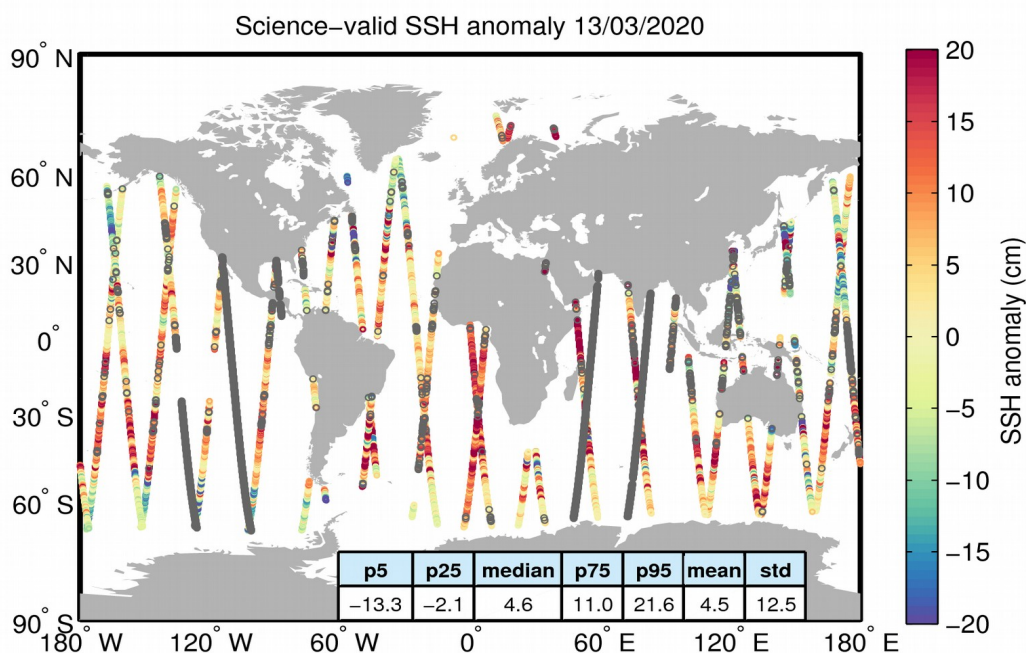 Science−valid SSH anomaly 13/03/2020
90° N
60° N
30° N
0°
30° S
60° S
90° S
180° W
120° W
60° W
0°
60° E
120° E
180° E
p5 p25 median p75 p95 mean std
−13.3 −2.1 4.6 11.0 21.6 4.5 12.5
20
15
10
5
0
−5
−10
−15
−20
SSH anomaly (cm)